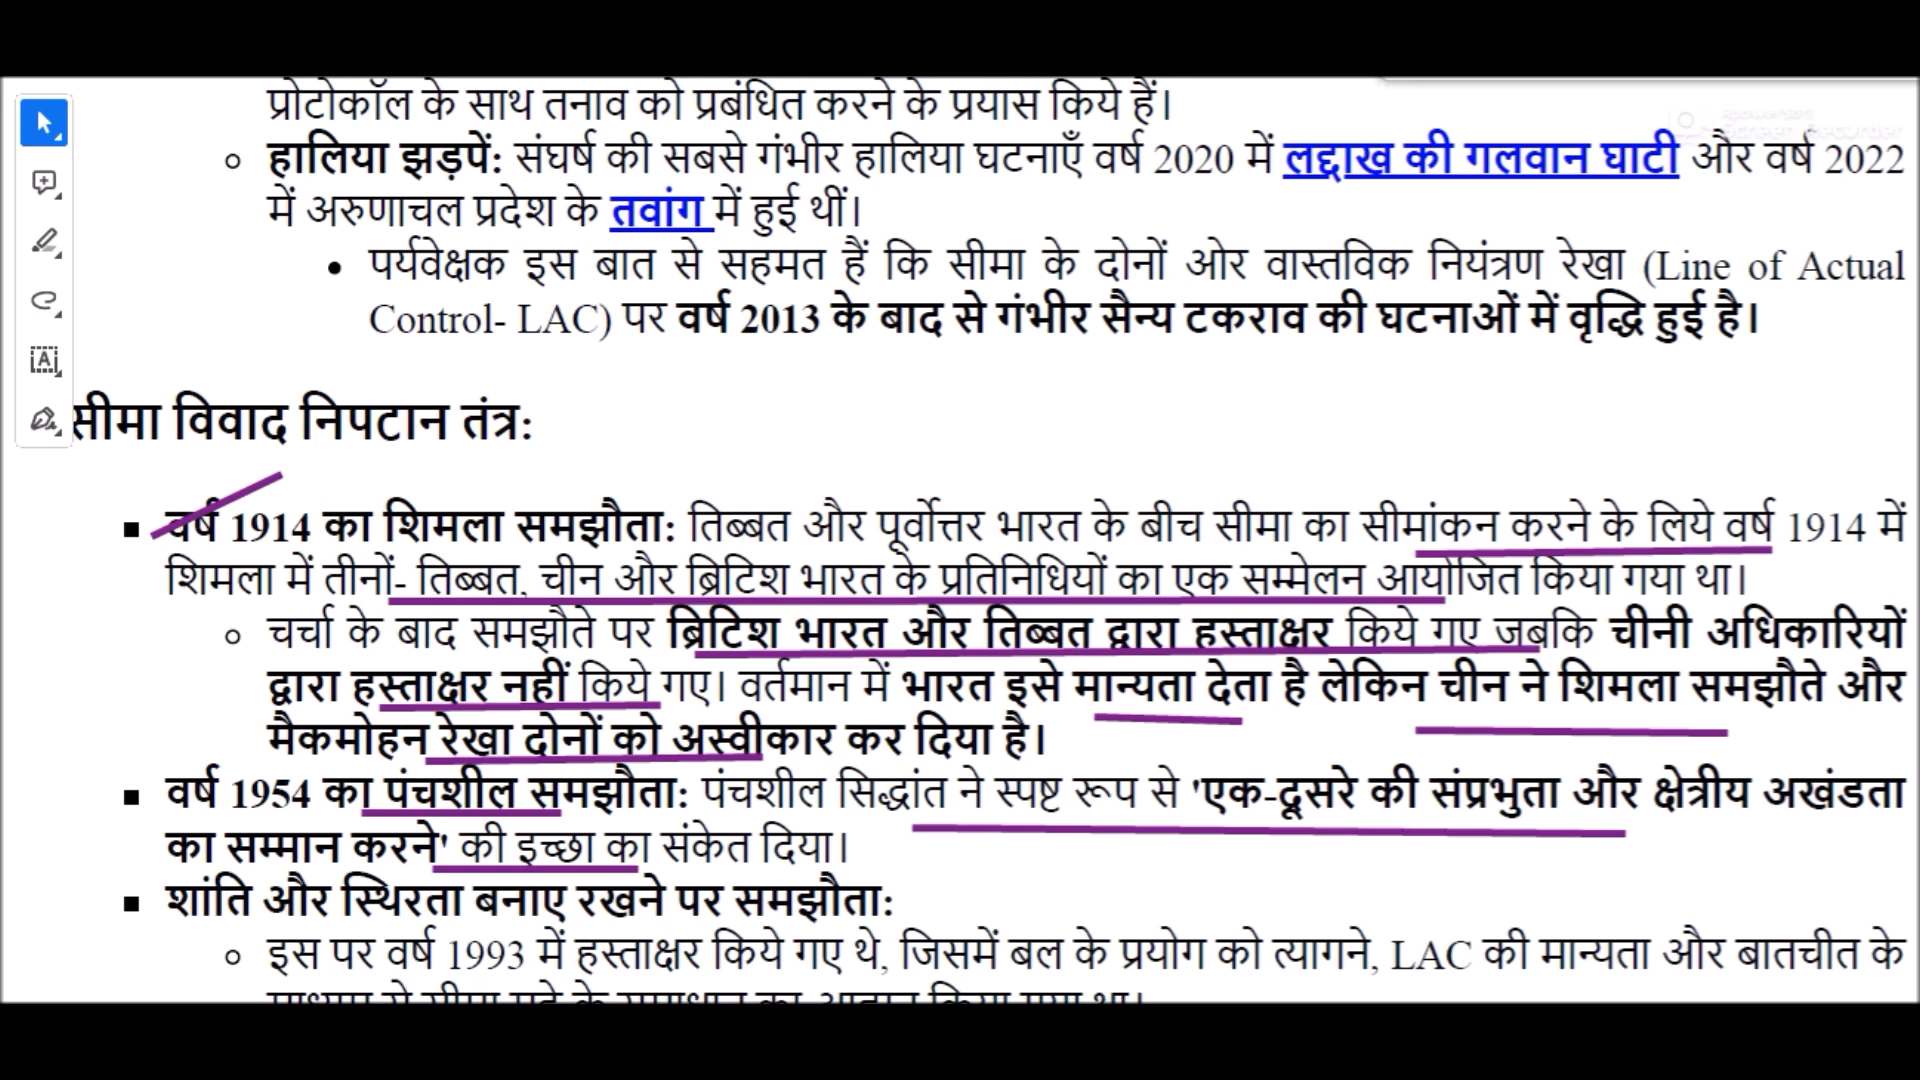 प्रोटोकॉल के साथ तनाव को प्रबंधित करने के प्रयास किये हैं।
○ हालिया झड़पें: संघर्ष की सबसे गंभीर हालिया घटनाएँ वर्ष 2020 में लद्दाख की गलवान घाटी और वर्ष 2022
में अरुणाचल प्रदेश के तवांग में हुई थीं।
• पर्यवेक्षक इस बात से सहमत हैं कि सीमा के दोनों ओर वास्तविक नियंत्रण रेखा (Line of Actual
Control- LAC) पर वर्ष 2013 के बाद से गंभीर सैन्य टकराव की घटनाओं में वृद्धि हुई है।
सीमा विवाद निपटान तंत्र:
▪ वर्ष 1914 का शिमला समझौता: तिब्बत और पूर्वोत्तर भारत के बीच सीमा का सीमांकन करने के लिये वर्ष 1914 में
शिमला में तीनों- तिब्बत, चीन और ब्रिटिश भारत के प्रतिनिधियों का एक सम्मेलन आयोजित किया गया था।
○ चर्चा के बाद समझौते पर ब्रिटिश भारत और तिब्बत द्वारा हस्ताक्षर किये गए जबकि चीनी अधिकारियों
द्वारा हस्ताक्षर नहीं किये गए। वर्तमान में भारत इसे मान्यता देता है लेकिन चीन ने शिमला समझौते और
मैकमोहन रेखा दोनों को अस्वीकार कर दिया है।
▪ वर्ष 1954 का पंचशील समझौता: पंचशील सिद्धांत ने स्पष्ट रूप से 'एक-दूसरे की संप्रभुता और क्षेत्रीय अखंडता
का सम्मान करने' की इच्छा का संकेत दिया।
▪ शांति और स्थिरता बनाए रखने पर समझौता:
○ इस पर वर्ष 1993 में हस्ताक्षर किये गए थे, जिसमें बल के प्रयोग को त्यागने, LAC की मान्यता और बातचीत के